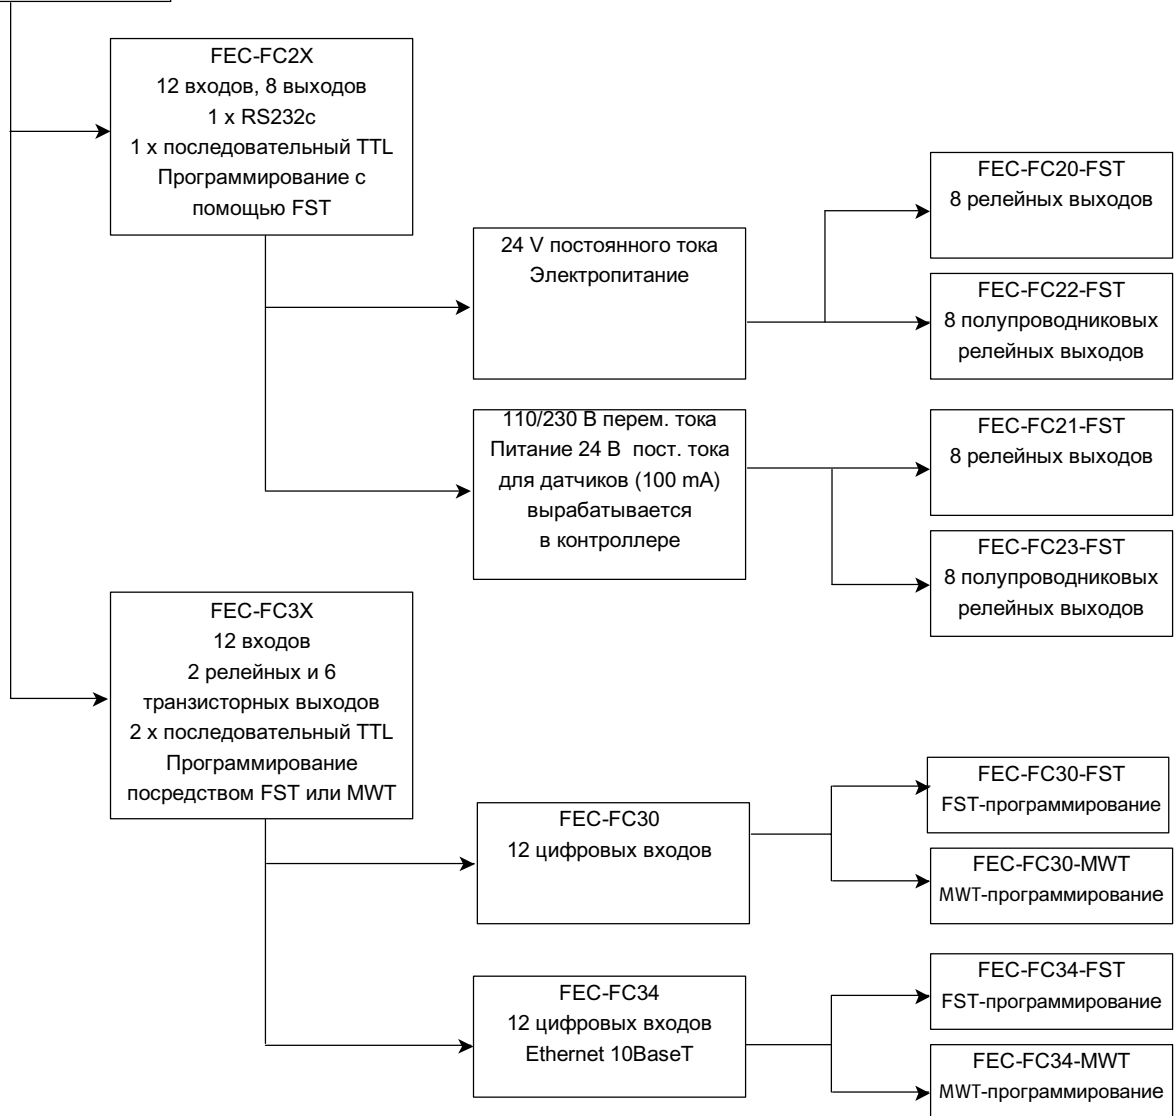 FEC-FC2X
12 входов, 8 выходов
1 x RS232c
1 x последовательный TTL
Программирование с
помощью FST
24 V постоянного тока
Электропитание
FEC-FC20-FST
8 релейных выходов
FEC-FC22-FST
8 полупроводниковых
релейных выходов
110/230 В перем. тока
Питание 24 В пост. тока
для датчиков (100 mA)
вырабатывается
в контроллере
FEC-FC21-FST
8 релейных выходов
FEC-FC23-FST
8 полупроводниковых
релейных выходов
FEC-FC3X
12 входов
2 релейных и 6
транзисторных выходов
2 x последовательный TTL
Программирование
посредством FST или MWT
FEC-FC30
12 цифровых входов
FEC-FC30-FST
FST-программирование
FEC-FC30-MWT
MWT-программирование
FEC-FC34
12 цифровых входов
Ethernet 10BaseT
FEC-FC34-FST
FST-программирование
FEC-FC34-MWT
MWT-программирование